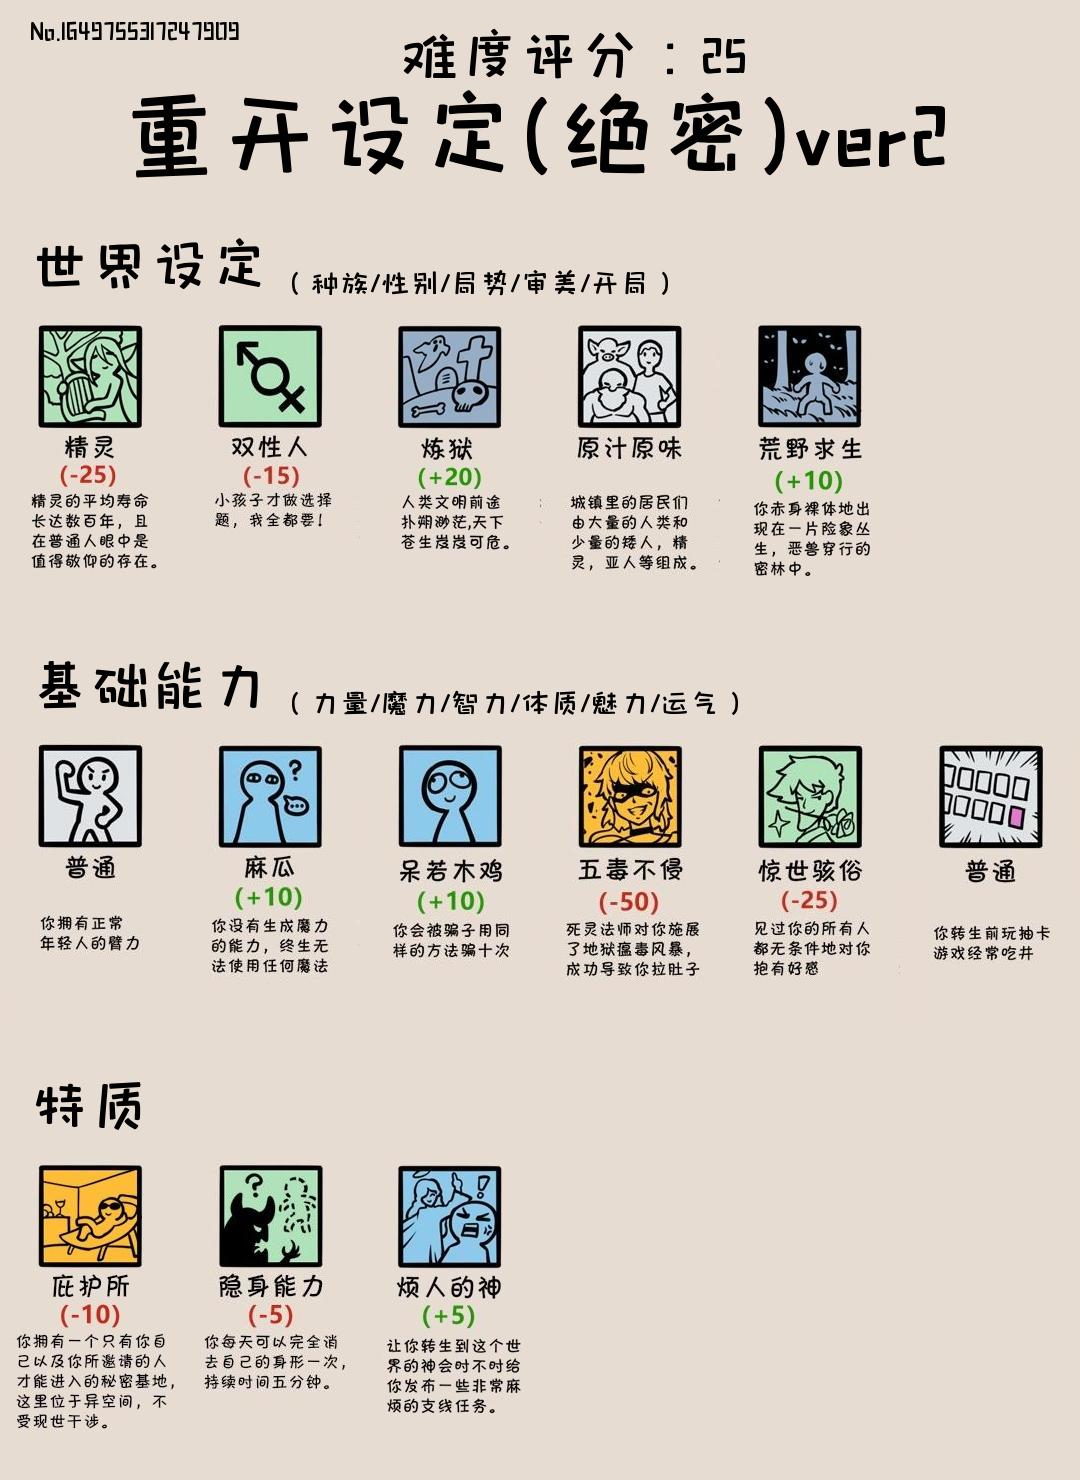 No.1649755317247909
难度评分：25
重开设定(绝密)ver2
世界设定（种族/性别/局势/审美/开局）
精灵
(-25)
精灵的平均寿命
长达数百年，且
在普通人眼中是
值得敬仰的存在。
双性人
(-15)
小孩子才做选择
题，我全都要！
炼狱
(+20)
人类文明前途
扑朔渺茫,天下
苍生岌岌可危。
原汁原味
城镇里的居民们
由大量的人类和
少量的矮人，精
灵，亚人等组成。
荒野求生
(+10)
你赤身裸体地出
现在一片险象丛
生，恶兽穿行的
密林中。
基础能力（力量/魔力/智力/体质/魅力/运气）
普通
你拥有正常
年轻人的臂力
麻瓜
(+10)
你没有生成魔力
的能力，终生无
法使用任何魔法
呆若木鸡
(+10)
你会被骗子用同
样的方法骗十次
五毒不侵
(-50)
死灵法师对你施展
了地狱瘟毒风暴，
成功导致你拉肚子
惊世骇俗
(-25)
见过你的所有人
都无条件地对你
抱有好感
普通
你转生前玩抽卡
游戏经常吃井
特质
庇护所
(-10)
你拥有一个只有你自
己以及你所邀请的人
才能进入的秘密基地，
这里位于异空间，不
受现世干涉。
隐身能力
(-5)
你每天可以完全消
去自己的身形一次，
持续时间五分钟。
烦人的神
(+5)
让你转生到这个世
界的神会时不时给
你发布一些非常麻
烦的支线任务。